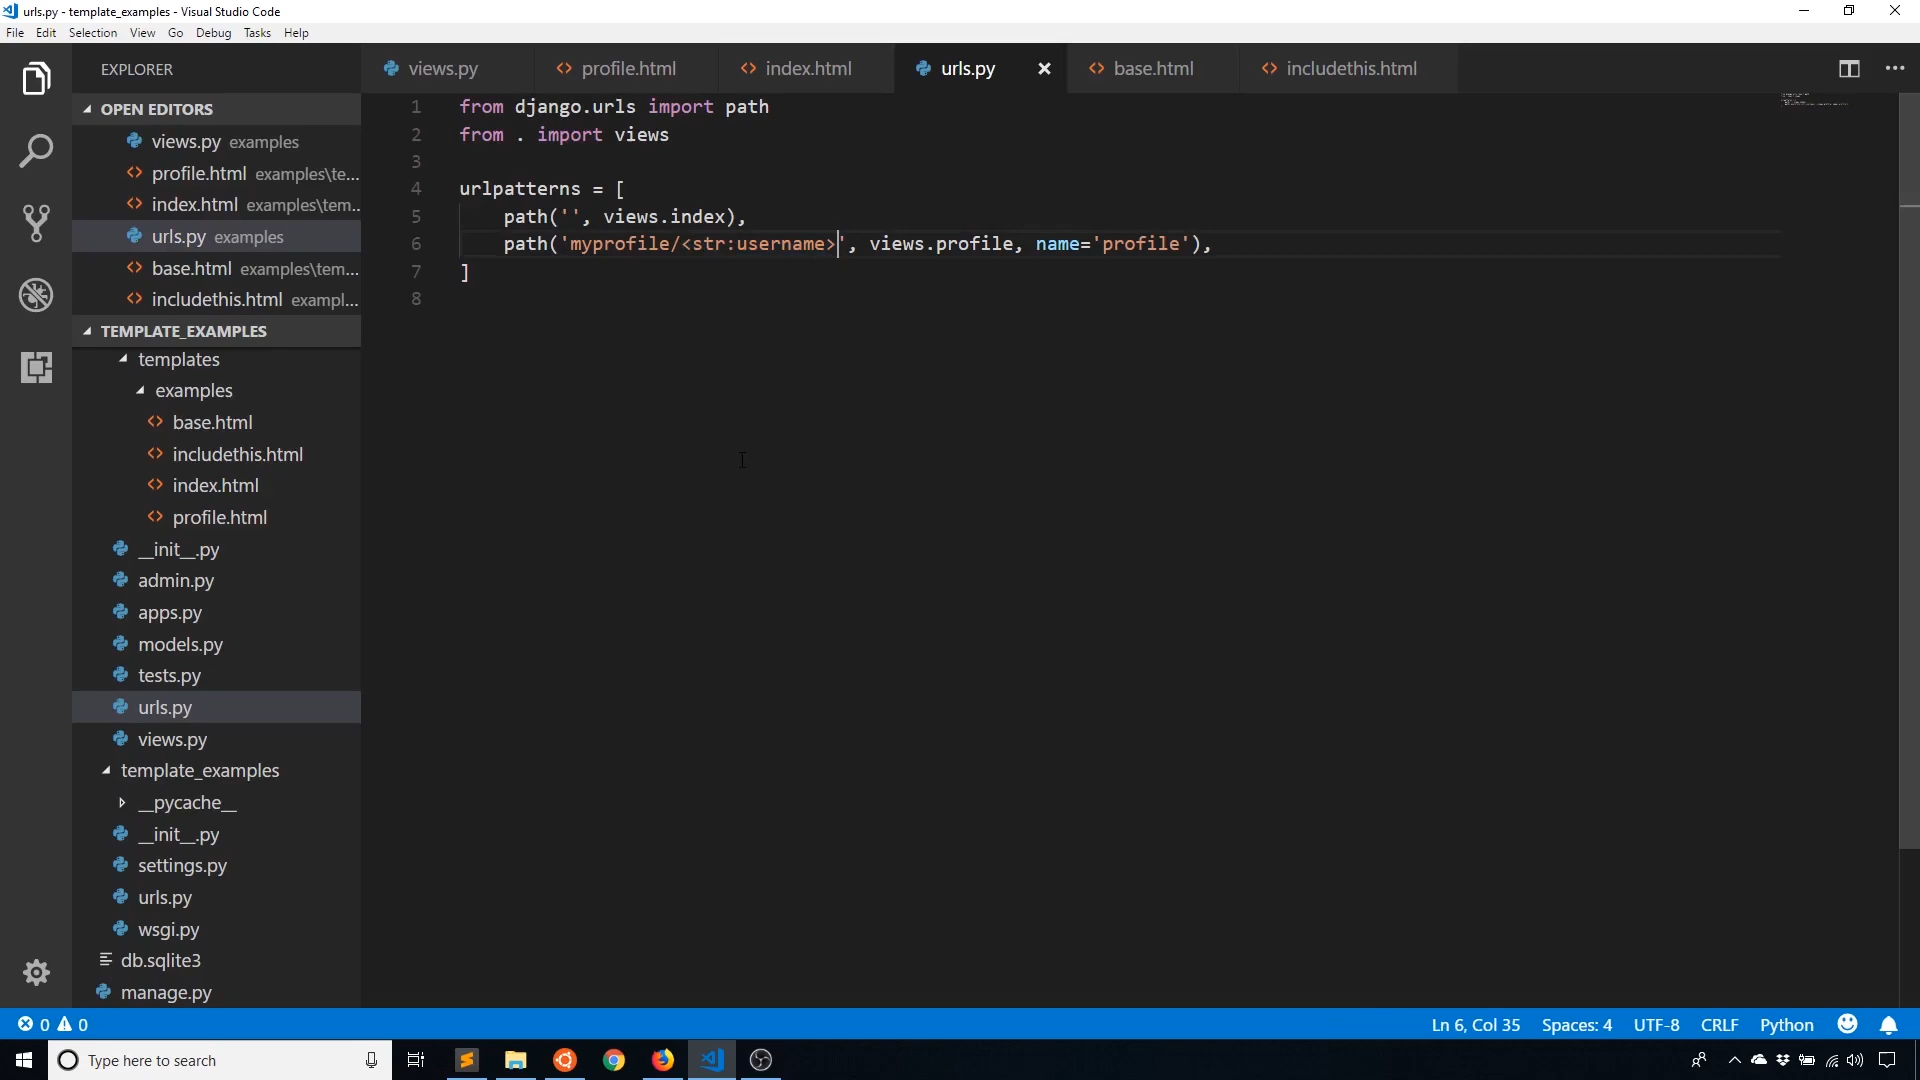 urls.py - template_examples - Visual Studio Code
File Edit Selection View Go Debug Tasks Help
EXPLORER
views.py profile.html index.html urls.py base.html includethis.html
OPEN EDITORS
views.py examples
profile.html examples\te...
index.html examples\tem...
urls.py examples
base.html examples\tem...
includethis.html exampl...
TEMPLATE_EXAMPLES
templates
examples
base.html
includethis.html
index.html
profile.html
__init__.py
admin.py
apps.py
models.py
tests.py
urls.py
views.py
template_examples
__pycache__
__init__.py
settings.py
urls.py
wsgi.py
db.sqlite3
manage.py
1 from django.urls import path
2 from . import views
3
4 urlpatterns = [
5 path('', views.index),
6 path('myprofile/<str:username>', views.profile, name='profile'),
7 ]
8
0 0 Ln 6, Col 35 Spaces: 4 UTF-8 CRLF Python
Type here to search